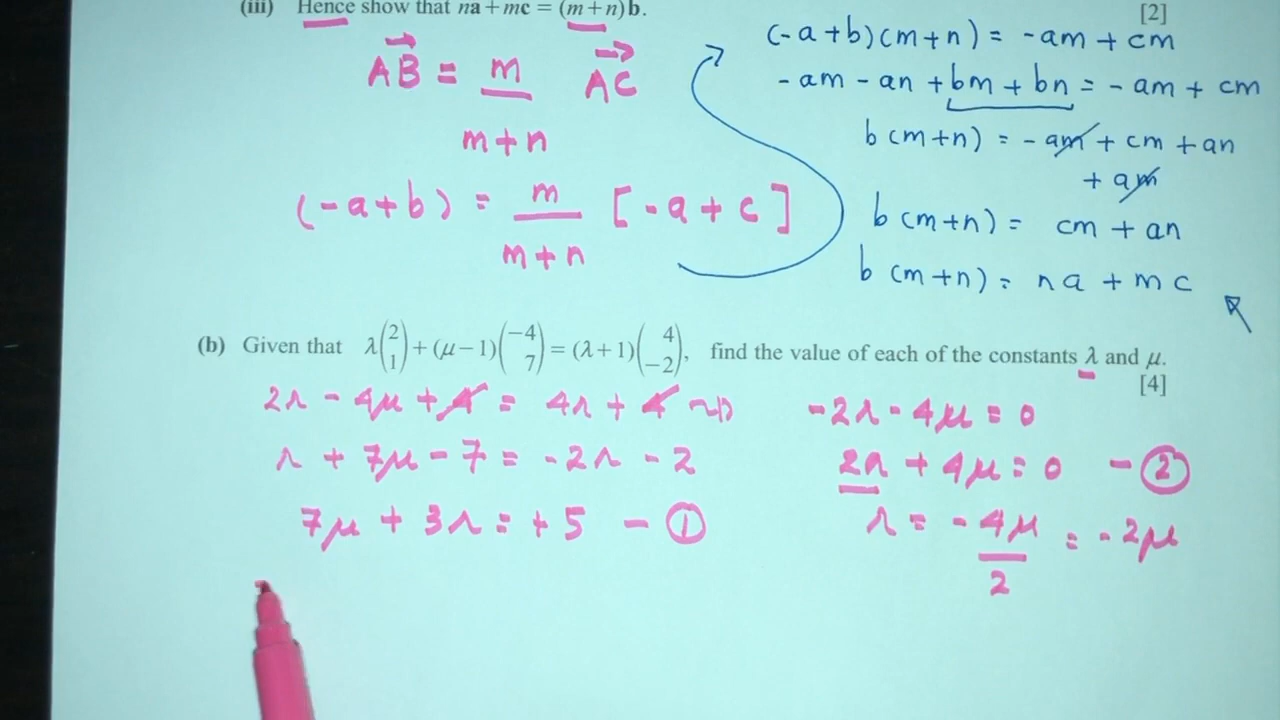 (iii) Hence show that na + mc = (m + n)b.
[2]
AB = m/(m+n) AC
(-a+b) = m/(m+n) [-a+c]
(-a+b)(m+n) = -am + cm
-am - an + bm + bn = -am + cm
b(m+n) = -am + cm + an
+ am
b(m+n) = cm + an
b(m+n) = na + mc
(b) Given that λ(2 1) + (μ−1)(−4 7) = (λ+1)(4 −2), find the value of each of the constants λ and μ.
[4]
2λ - 4μ + 4 = 4λ + 4
λ + 7μ - 7 = -2λ - 2
7μ + 3λ = +5 - ①
-2λ - 4μ = 0
2λ + 4μ = 0 - ②
λ = -4μ/2 = -2μ